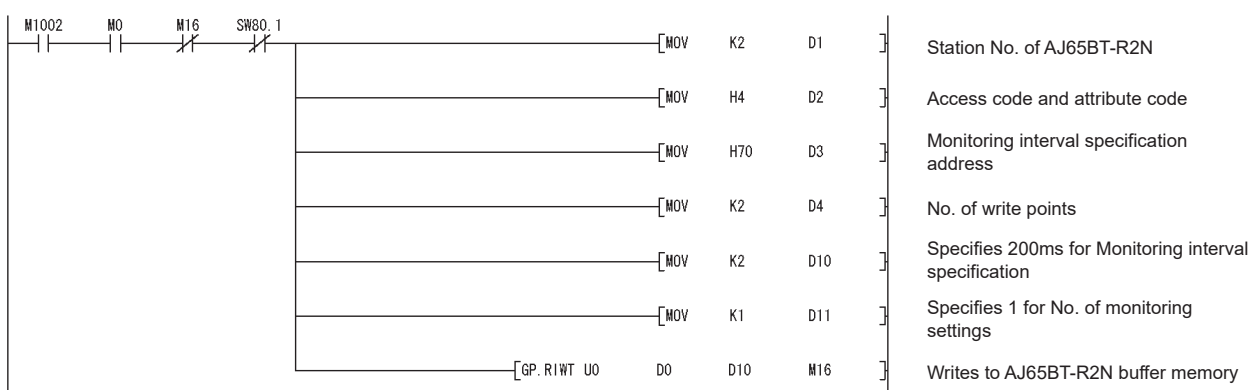 M1002 M0 M16 SW80.1
MOV K2 D1 Station No. of AJ65BT-R2N
MOV H4 D2 Access code and attribute code
MOV H70 D3 Monitoring interval specification
address
MOV K2 D4 No. of write points
MOV K2 D10 Specifies 200ms for Monitoring interval
specification
MOV K1 D11 Specifies 1 for No. of monitoring
settings
GP.RIWT U0 D0 D10 M16 Writes to AJ65BT-R2N buffer memory